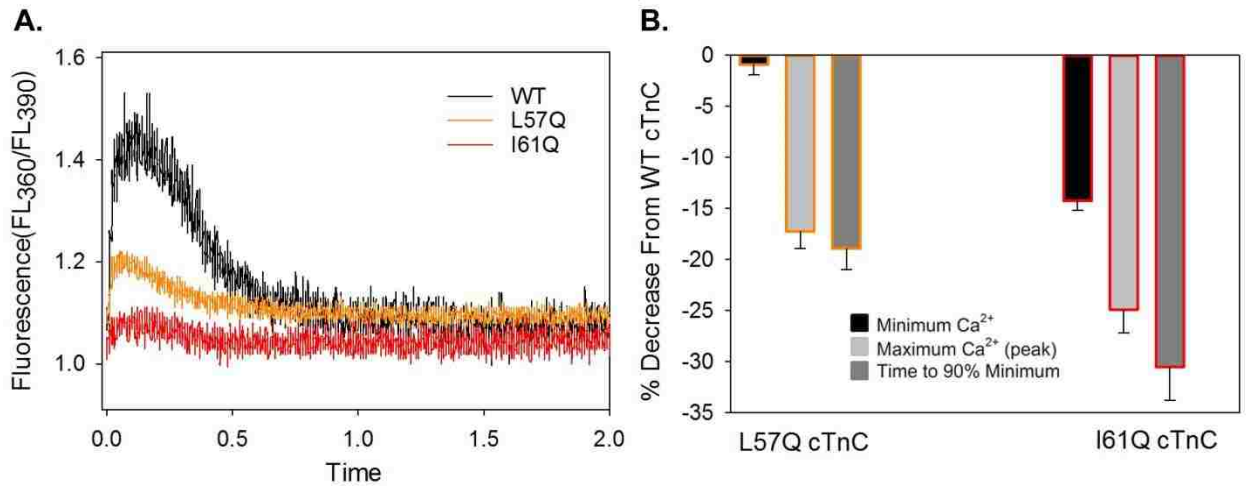 A.
Fluorescence(FL360/FL390)
1.6
1.4
1.2
1.0
WT
L57Q
I61Q
0.0 0.5 1.0 1.5 2.0
Time
B.
% Decrease From WT cTnC
0
-5
-10
-15
-20
-25
-30
-35
Minimum Ca2+
Maximum Ca2+ (peak)
Time to 90% Minimum
L57Q cTnC I61Q cTnC